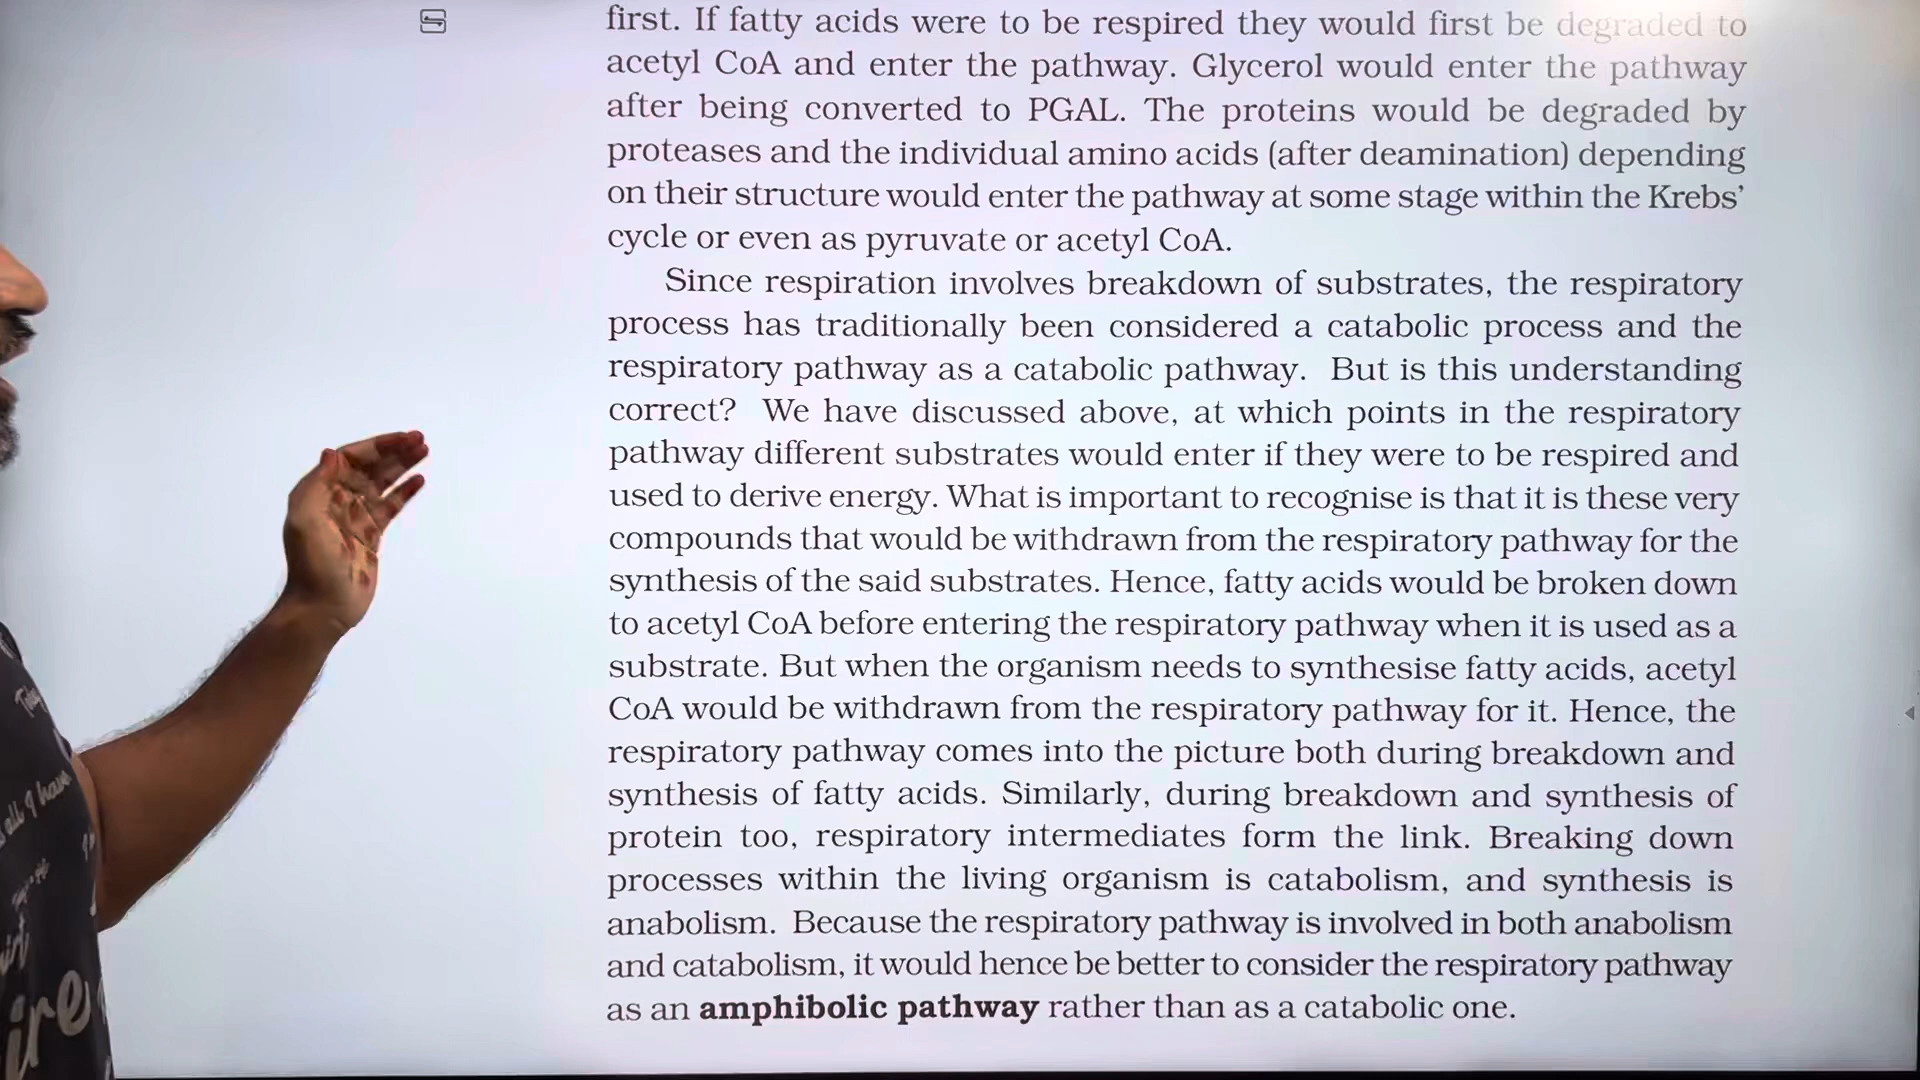 first. If fatty acids were to be respired they would first be degraded to
acetyl CoA and enter the pathway. Glycerol would enter the pathway
after being converted to PGAL. The proteins would be degraded by
proteases and the individual amino acids (after deamination) depending
on their structure would enter the pathway at some stage within the Krebs’
cycle or even as pyruvate or acetyl CoA.
Since respiration involves breakdown of substrates, the respiratory
process has traditionally been considered a catabolic process and the
respiratory pathway as a catabolic pathway. But is this understanding
correct? We have discussed above, at which points in the respiratory
pathway different substrates would enter if they were to be respired and
used to derive energy. What is important to recognise is that it is these very
compounds that would be withdrawn from the respiratory pathway for the
synthesis of the said substrates. Hence, fatty acids would be broken down
to acetyl CoA before entering the respiratory pathway when it is used as a
substrate. But when the organism needs to synthesise fatty acids, acetyl
CoA would be withdrawn from the respiratory pathway for it. Hence, the
respiratory pathway comes into the picture both during breakdown and
synthesis of fatty acids. Similarly, during breakdown and synthesis of
protein too, respiratory intermediates form the link. Breaking down
processes within the living organism is catabolism, and synthesis is
anabolism. Because the respiratory pathway is involved in both anabolism
and catabolism, it would hence be better to consider the respiratory pathway
as an amphibolic pathway rather than as a catabolic one.
all I have